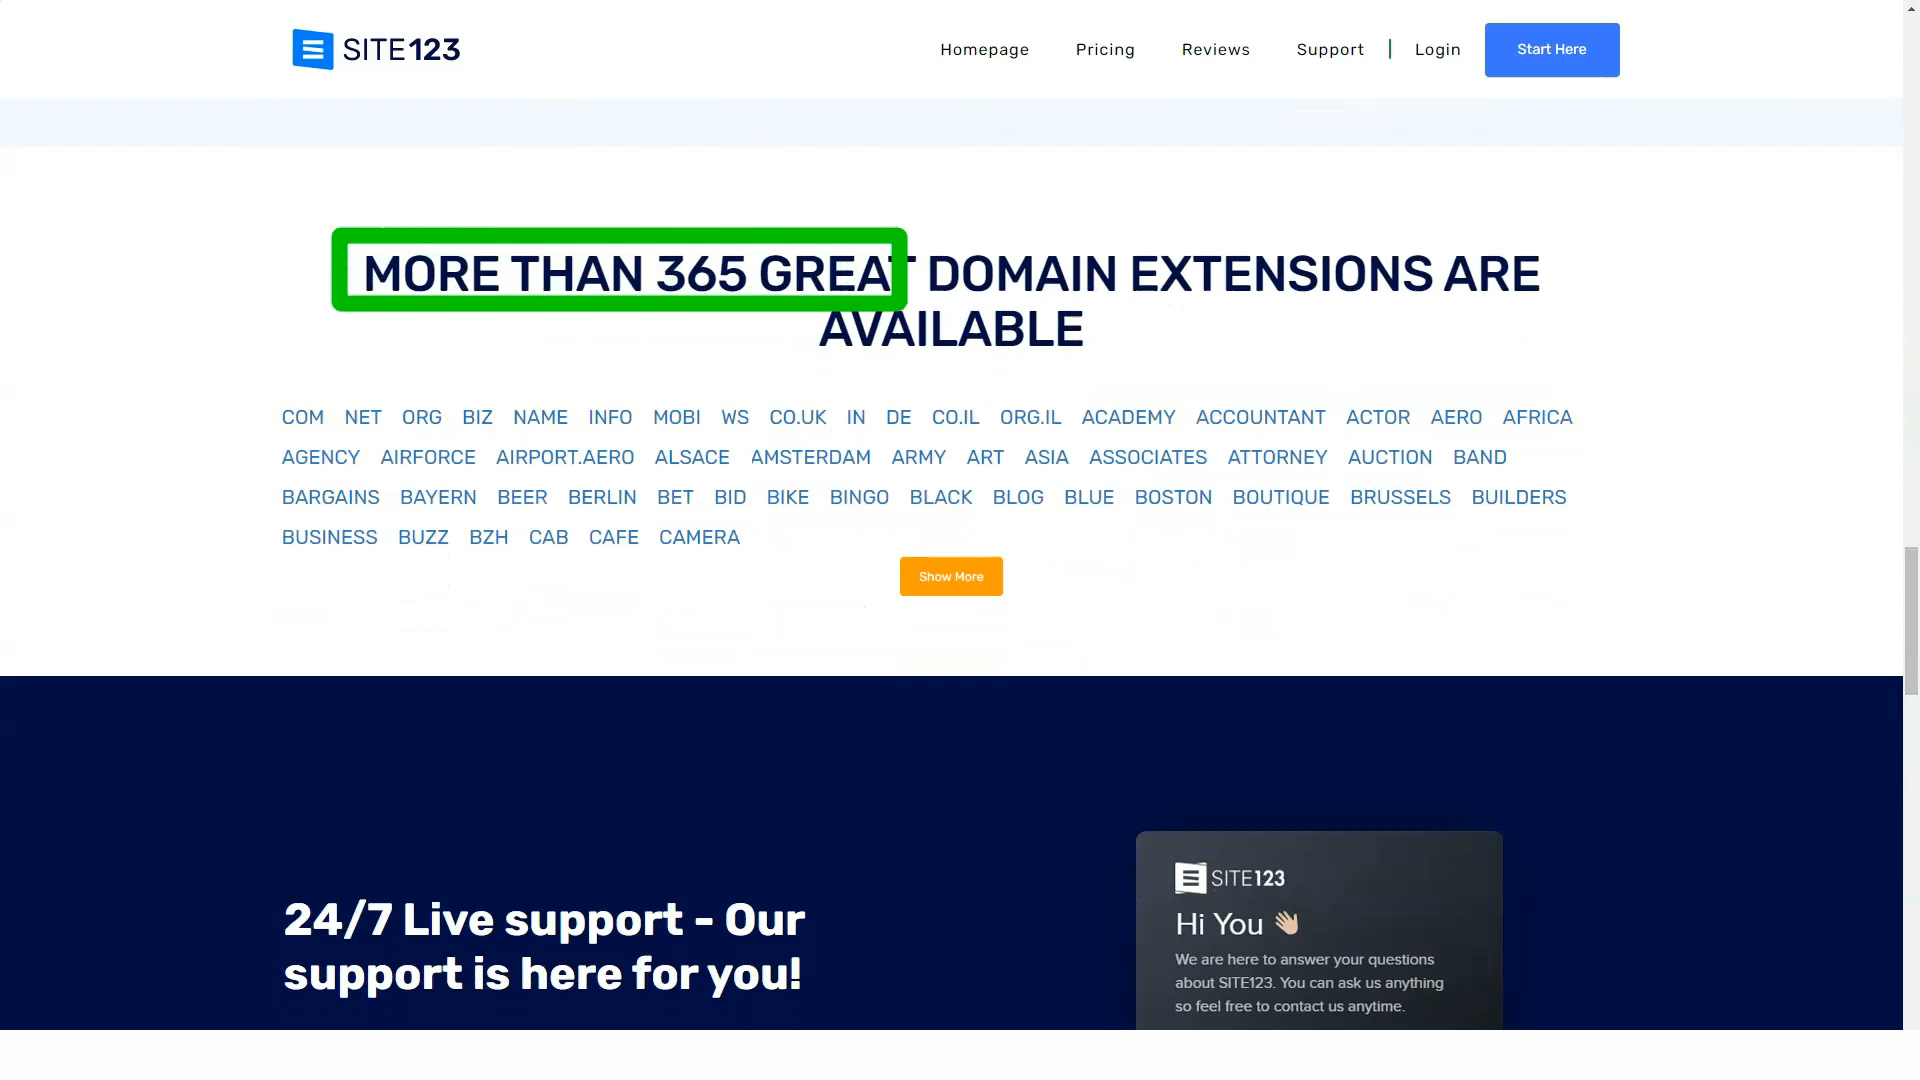 SITE123
Homepage Pricing Reviews Support | Login Start Here
MORE THAN 365 GREAT DOMAIN EXTENSIONS ARE
AVAILABLE
COM NET ORG BIZ NAME INFO MOBI WS CO.UK IN DE CO.IL ORG.IL ACADEMY ACCOUNTANT ACTOR AERO AFRICA
AGENCY AIRFORCE AIRPORT.AERO ALSACE AMSTERDAM ARMY ART ASIA ASSOCIATES ATTORNEY AUCTION BAND
BARGAINS BAYERN BEER BERLIN BET BID BIKE BINGO BLACK BLOG BLUE BOSTON BOUTIQUE BRUSSELS BUILDERS
BUSINESS BUZZ BZH CAB CAFE CAMERA
Show More
24/7 Live support - Our
support is here for you!
SITE123
Hi You 👋🏻
We are here to answer your questions
about SITE123. You can ask us anything
so feel free to contact us anytime.